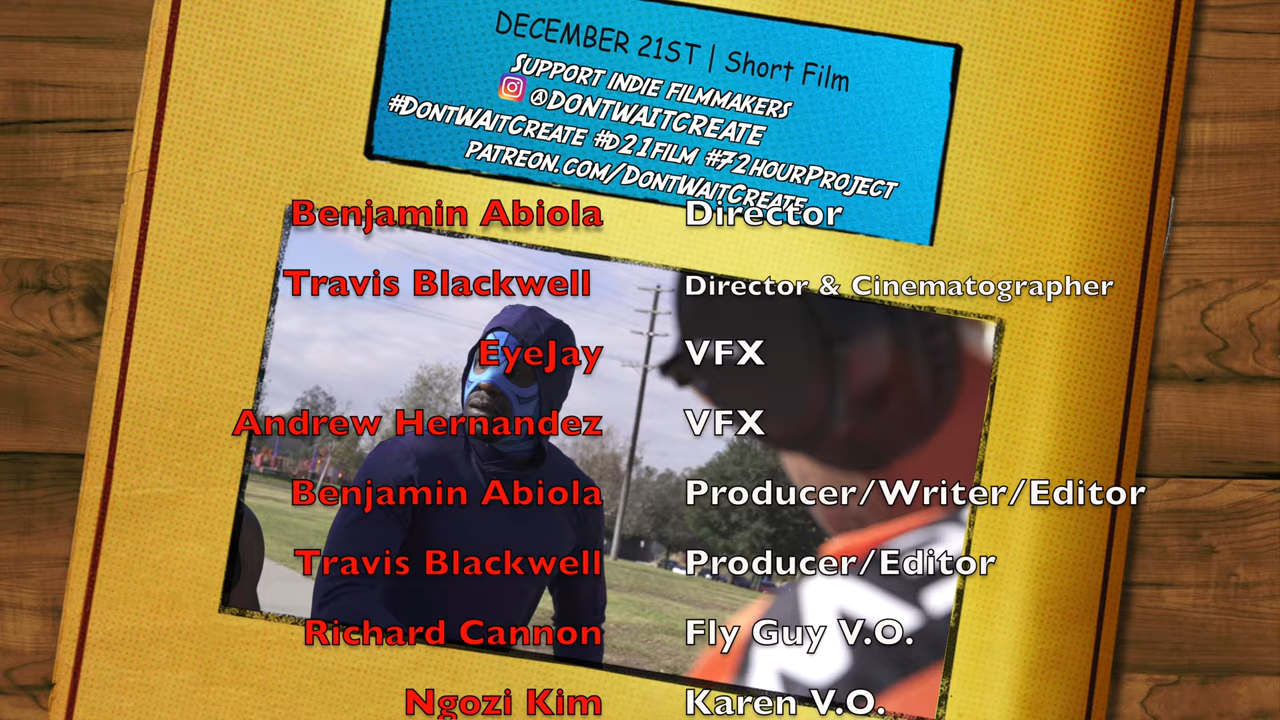 DECEMBER 21ST | Short Film
SUPPORT INDIE FILMMAKERS
@DONTWAITCREATE
#DONTWAITCREATE #D21FILM #72HOURPROJECT
PATREON.COM/DONTWAITCREATE
Benjamin Abiola Director
Travis Blackwell Director & Cinematographer
EyeJay VFX
Andrew Hernandez VFX
Benjamin Abiola Producer/Writer/Editor
Travis Blackwell Producer/Editor
Richard Cannon Fly Guy V.O.
Ngozi Kim Karen V.O.